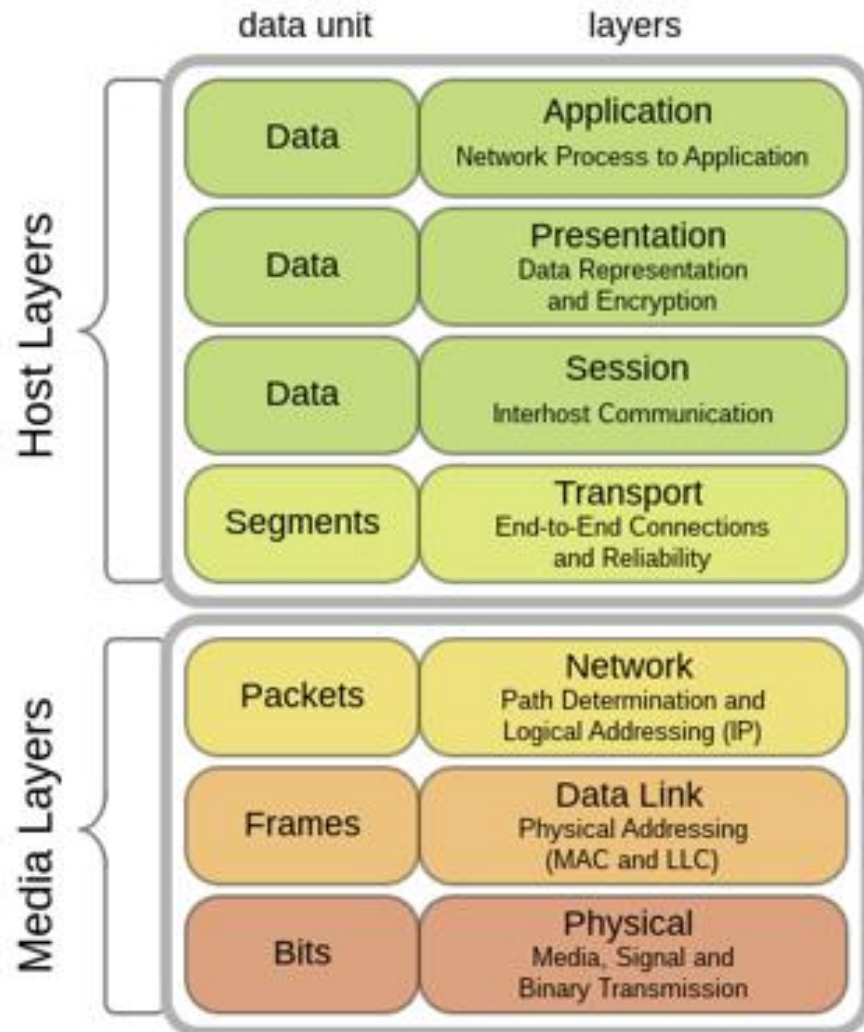 data unit layers
Host Layers
Data
Application
Network Process to Application
Data
Presentation
Data Representation
and Encryption
Data
Session
Interhost Communication
Segments
Transport
End-to-End Connections
and Reliability
Media Layers
Packets
Network
Path Determination and
Logical Addressing (IP)
Frames
Data Link
Physical Addressing
(MAC and LLC)
Bits
Physical
Media, Signal and
Binary Transmission